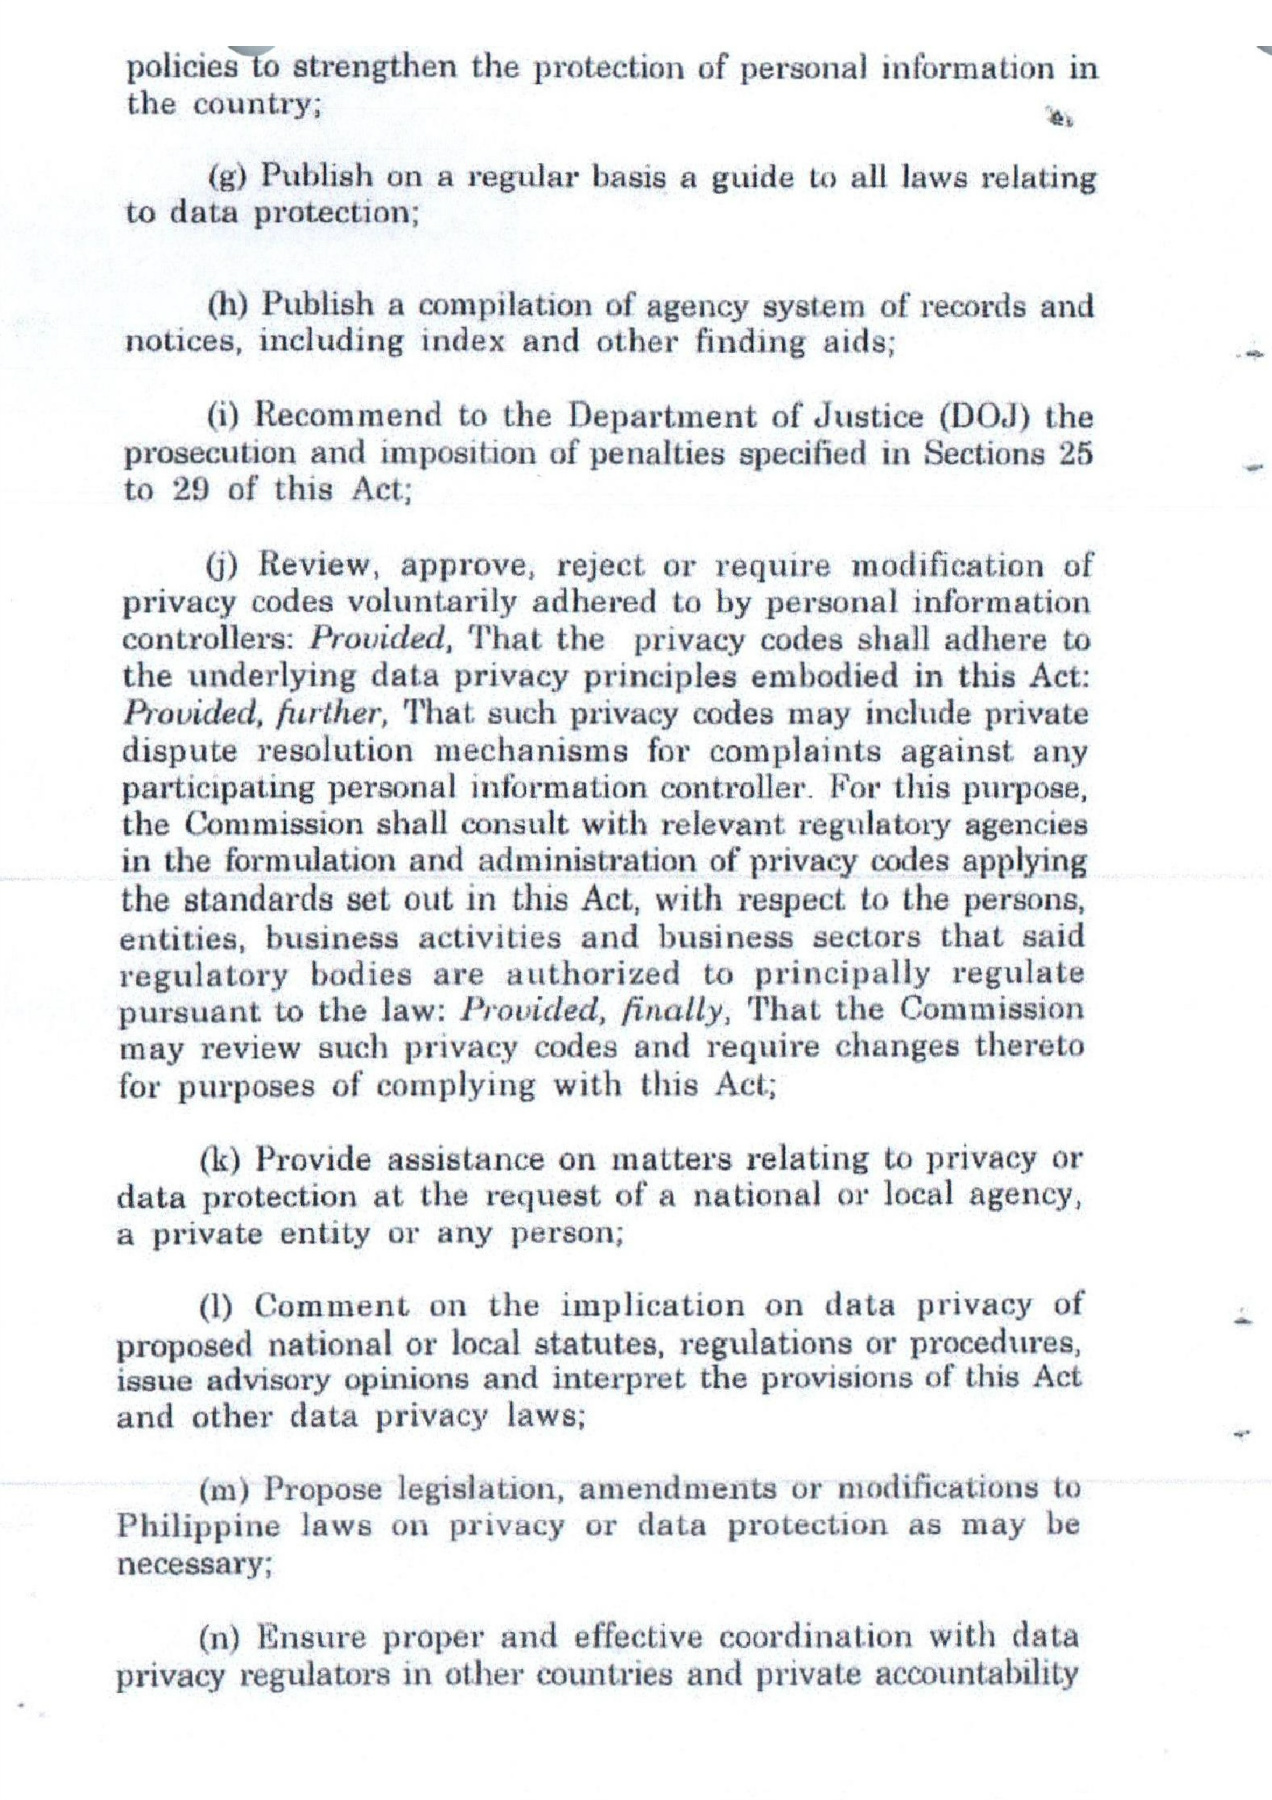 policies to strengthen the protection of personal information in
the country;
(g) Publish on a regular basis a guide to all laws relating
to data protection;
(h) Publish a compilation of agency system of records and
notices, including index and other finding aids;
(i) Recommend to the Department of Justice (DOJ) the
prosecution and imposition of penalties specified in Sections 25
to 29 of this Act;
(j) Review, approve, reject or require modification of
privacy codes voluntarily adhered to by personal information
controllers: Provided, That the privacy codes shall adhere to
the underlying data privacy principles embodied in this Act:
Provided, further, That such privacy codes may include private
dispute resolution mechanisms for complaints against any
participating personal information controller. For this purpose,
the Commission shall consult with relevant regulatory agencies
in the formulation and administration of privacy codes applying
the standards set out in this Act, with respect to the persons,
entities, business activities and business sectors that said
regulatory bodies are authorized to principally regulate
pursuant to the law: Provided, finally, That the Commission
may review such privacy codes and require changes thereto
for purposes of complying with this Act;
(k) Provide assistance on matters relating to privacy or
data protection at the request of a national or local agency,
a private entity or any person;
(l) Comment on the implication on data privacy of
proposed national or local statutes, regulations or procedures,
issue advisory opinions and interpret the provisions of this Act
and other data privacy laws;
(m) Propose legislation, amendments or modifications to
Philippine laws on privacy or data protection as may be
necessary;
(n) Ensure proper and effective coordination with data
privacy regulators in other countries and private accountability